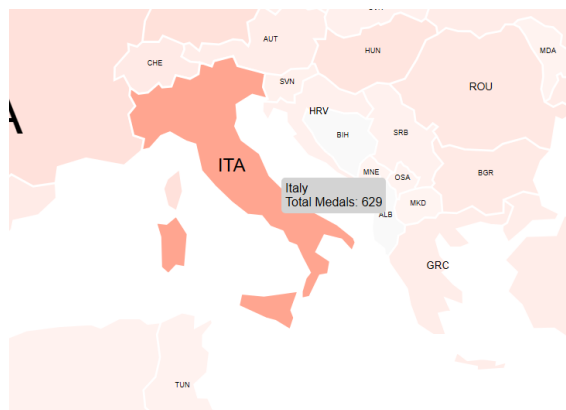 AUT
HUN
MDA
CHE
SVN
ROU
HRV
A
BIH
SRB
ITA
MNE
OSA
BGR
Italy
Total Medals: 629
MKD
ALB
GRC
TUN